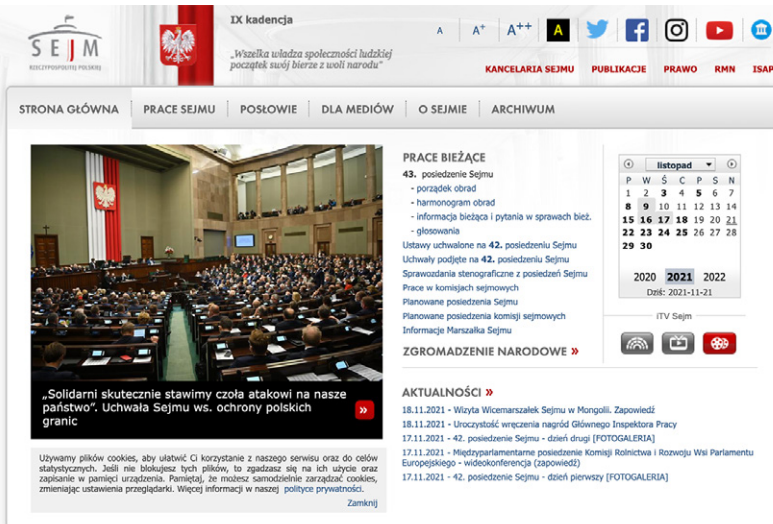 SEJM
RZECZYPOSPOLITEJ POLSKIEJ
IX kadencja
„Wszelka władza społeczności ludzkiej
początek swój bierze z woli narodu”
A A+ A++ A
KANCELARIA SEJMU PUBLIKACJE PRAWO RMN ISAP
STRONA GŁÓWNA PRACE SEJMU POSŁOWIE DLA MEDIÓW O SEJMIE ARCHIWUM
„Solidarni skutecznie stawimy czoła atakowi na nasze
państwo”. Uchwała Sejmu ws. ochrony polskich
granic
»
Używamy plików cookies, aby ułatwić Ci korzystanie z naszego serwisu oraz do celów
statystycznych. Jeśli nie blokujesz tych plików, to zgadzasz się na ich użycie oraz
zapisanie w pamięci urządzenia. Pamiętaj, że możesz samodzielnie zarządzać cookies,
zmieniając ustawienia przeglądarki. Więcej informacji w naszej polityce prywatności.
Zamknij
PRACE BIEŻĄCE
43. posiedzenie Sejmu
- porządek obrad
- harmonogram obrad
- informacja bieżąca i pytania w sprawach bież.
- głosowania
Ustawy uchwalone na 42. posiedzeniu Sejmu
Uchwały podjęte na 42. posiedzeniu Sejmu
Sprawozdania stenograficzne z posiedzeń Sejmu
Prace w komisjach sejmowych
Planowane posiedzenia Sejmu
Planowane posiedzenia komisji sejmowych
Informacje Marszałka Sejmu
ZGROMADZENIE NARODOWE »
listopad
P W Ś C P S N
1 2 3 4 5 6 7
8 9 10 11 12 13 14
15 16 17 18 19 20 21
22 23 24 25 26 27 28
29 30
2020 2021 2022
Dziś: 2021-11-21
iTV Sejm
AKTUALNOŚCI »
18.11.2021 - Wizyta Wicemarszałek Sejmu w Mongolii. Zapowiedź
18.11.2021 - Uroczystość wręczenia nagród Głównego Inspektora Pracy
17.11.2021 - 42. posiedzenie Sejmu - dzień drugi [FOTOGALERIA]
17.11.2021 - Międzyparlamentarne posiedzenie Komisji Rolnictwa i Rozwoju Wsi Parlamentu
Europejskiego - wideokonferencja (zapowiedź)
17.11.2021 - 42. posiedzenie Sejmu - dzień pierwszy [FOTOGALERIA]